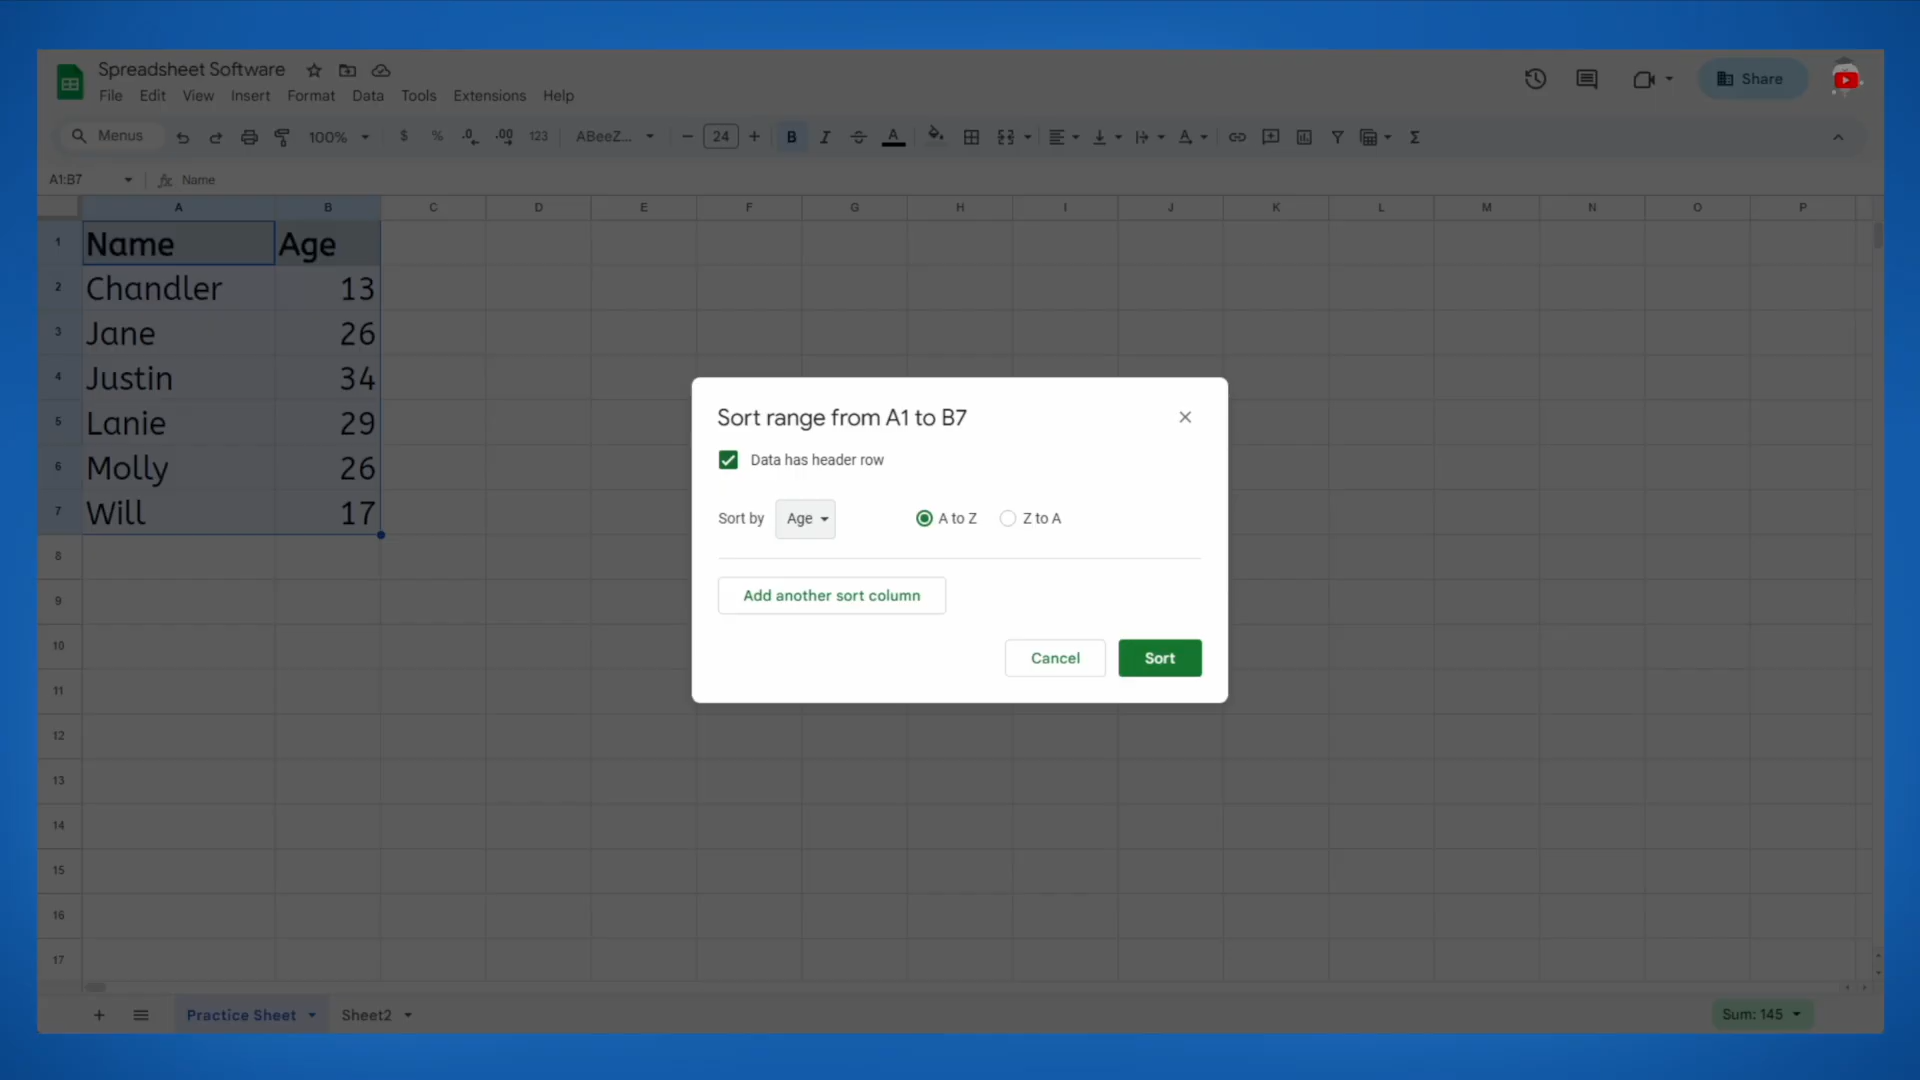 Spreadsheet Software
File Edit View Insert Format Data Tools Extensions Help
Share
Menus 100% $ % .0 .00 123 ABeeZ... 24 B I A Σ
A1:B7 fx Name
A B C D E F G H I J K L M N O P
1 Name Age
2 Chandler 13
3 Jane 26
4 Justin 34
5 Lanie 29
6 Molly 26
7 Will 17
8
9
10
11
12
13
14
15
16
17
Sort range from A1 to B7
Data has header row
Sort by Age A to Z Z to A
Add another sort column
Cancel Sort
Practice Sheet Sheet2 Sum: 145